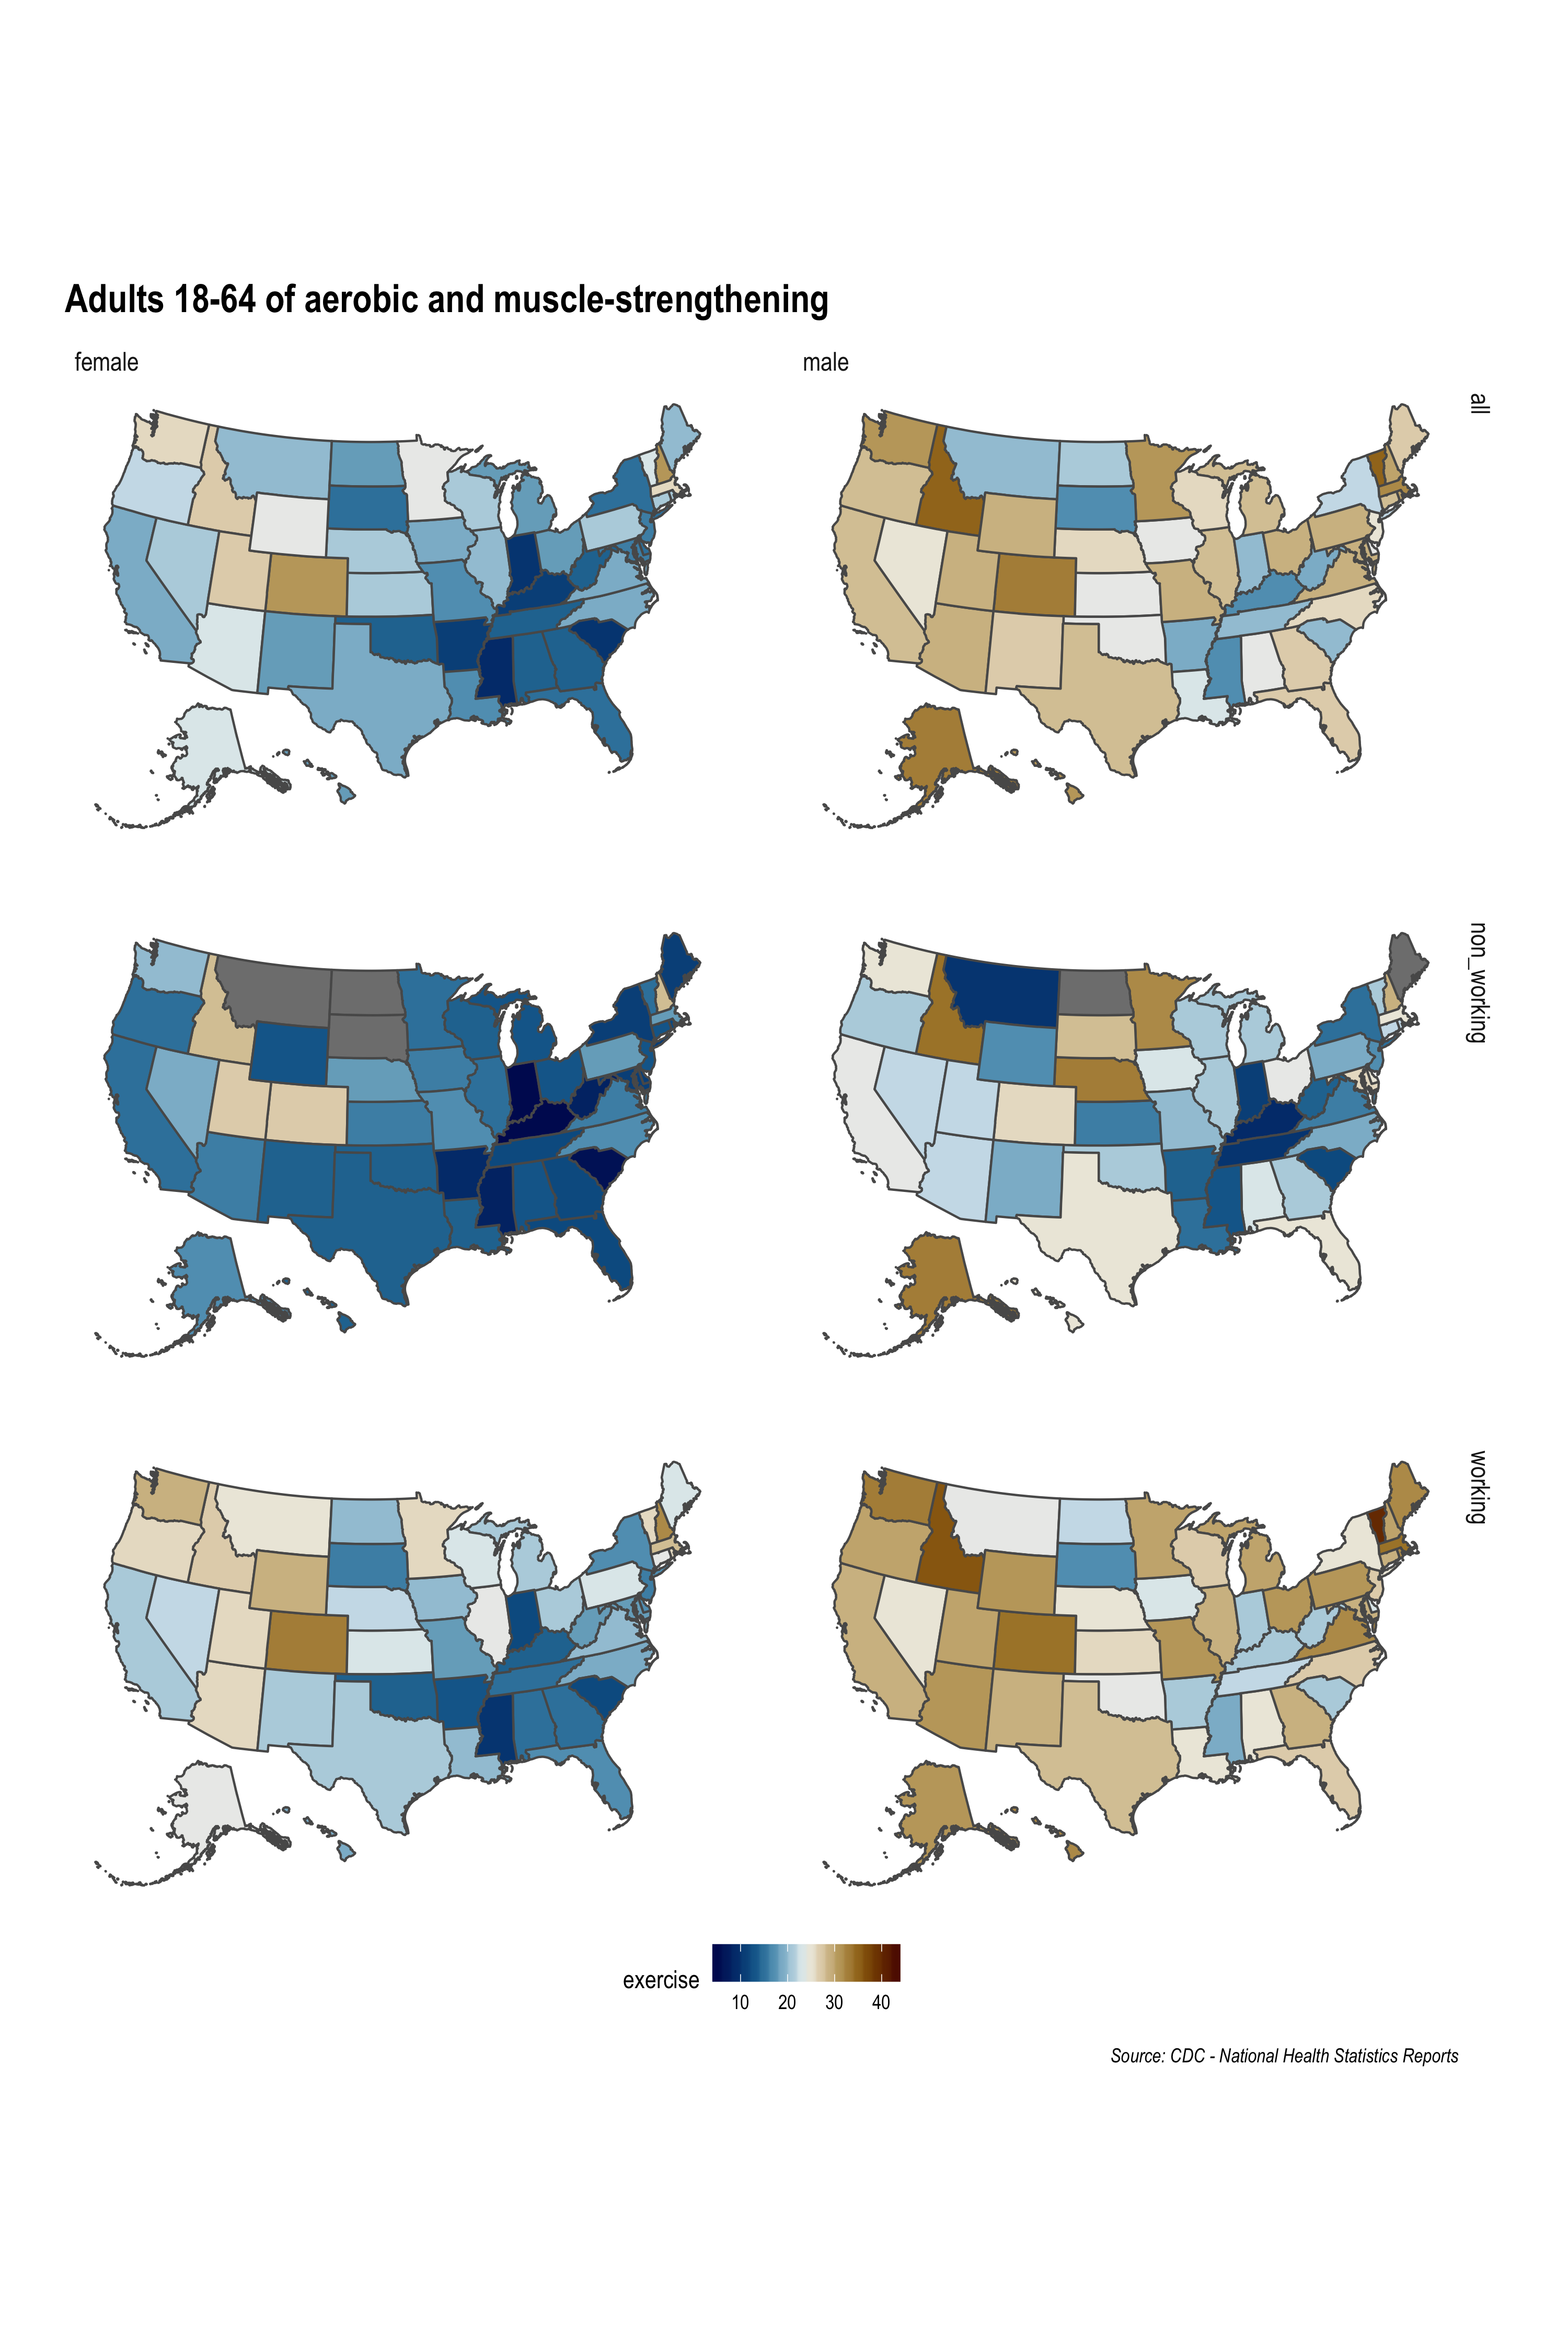 Adults 18-64 of aerobic and muscle-strengthening
female
male
all
non_working
working
exercise
10 20 30 40
Source: CDC - National Health Statistics Reports